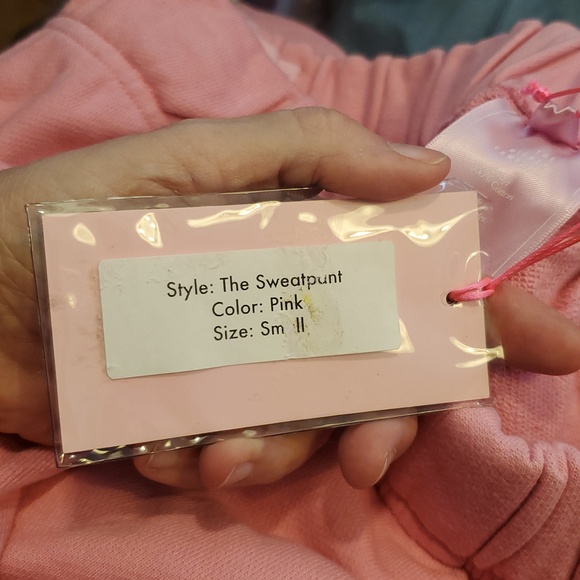 Style: The Sweatpant
Color: Pink
Size: Sm ll